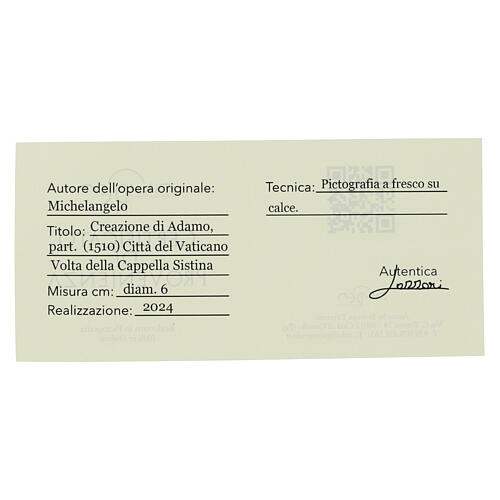 Autore dell'opera originale:
Michelangelo
Titolo: Creazione di Adamo,
part. (1510) Città del Vaticano
Volta della Cappella Sistina
Misura cm: diam. 6
Realizzazione: 2024
Tecnica: Pictografia a fresco su
calce.
Autentica
PROVENIENZA